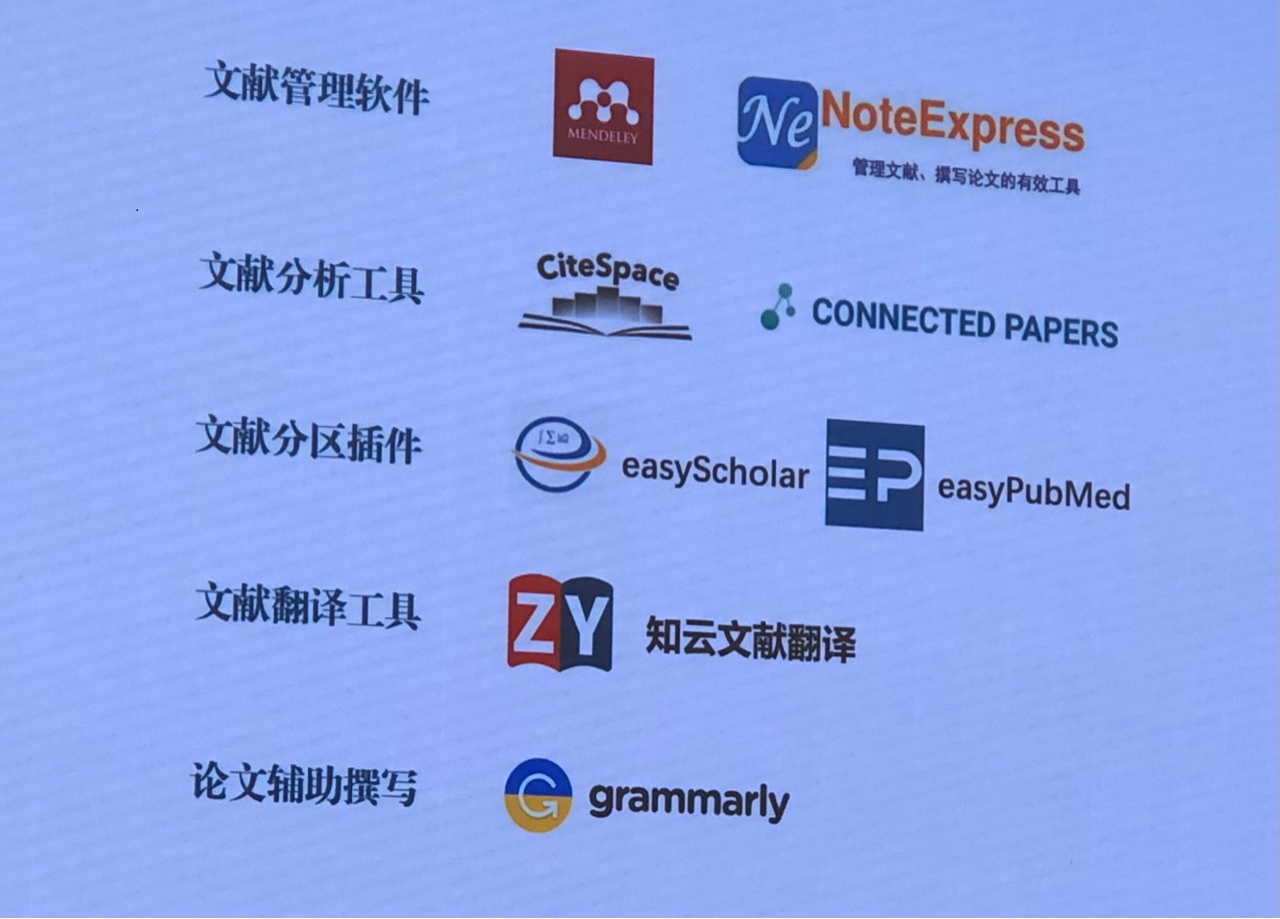 文献管理软件
MENDELEY
Ne NoteExpress
管理文献、撰写论文的有效工具
文献分析工具
CiteSpace
CONNECTED PAPERS
文献分区插件
easyScholar
EP easyPubMed
文献翻译工具
ZY 知云文献翻译
论文辅助撰写
G grammarly